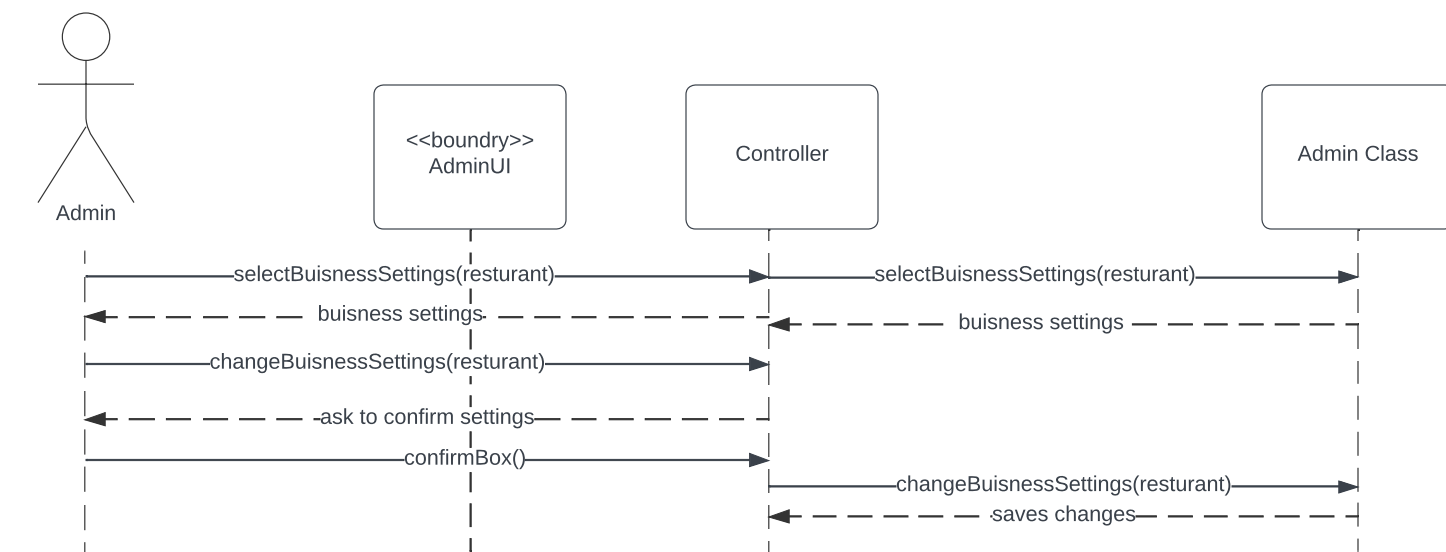 <<boundry>>
AdminUI
Controller
Admin Class
Admin
selectBuisnessSettings(resturant)
selectBuisnessSettings(resturant)
buisness settings
buisness settings
changeBuisnessSettings(resturant)
ask to confirm settings
confirmBox()
changeBuisnessSettings(resturant)
saves changes